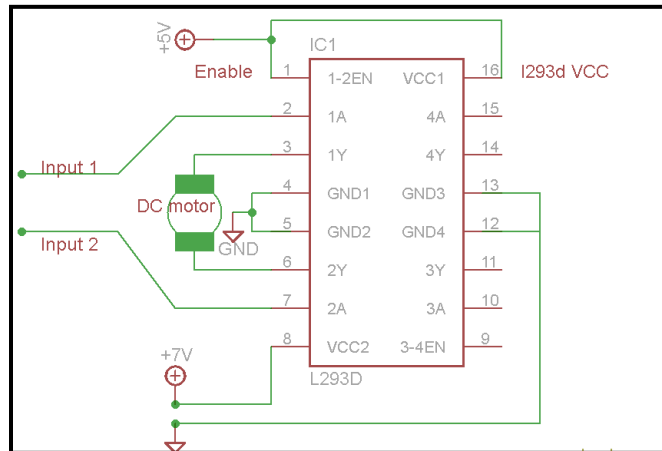 +5V
IC1
Enable
1 1-2EN VCC1 16 I293d VCC
2 1A 4A 15
3 1Y 4Y 14
Input 1
4 GND1 GND3 13
DC motor
5 GND2 GND4 12
Input 2
GND
6 2Y 3Y 11
7 2A 3A 10
8 VCC2 3-4EN 9
+7V
L293D